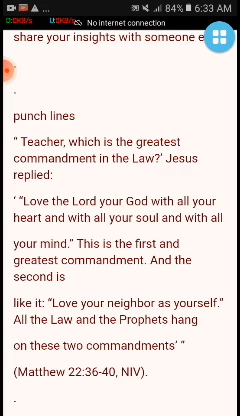 84% 6:33 AM
0:0KB/s U:0KB/s No internet connection
share your insights with someone e
.
.
punch lines
“ Teacher, which is the greatest
commandment in the Law?’ Jesus
replied:
‘ “Love the Lord your God with all your
heart and with all your soul and with all
your mind.” This is the first and
greatest commandment. And the
second is
like it: “Love your neighbor as yourself.”
All the Law and the Prophets hang
on these two commandments’ ”
(Matthew 22:36-40, NIV).
.